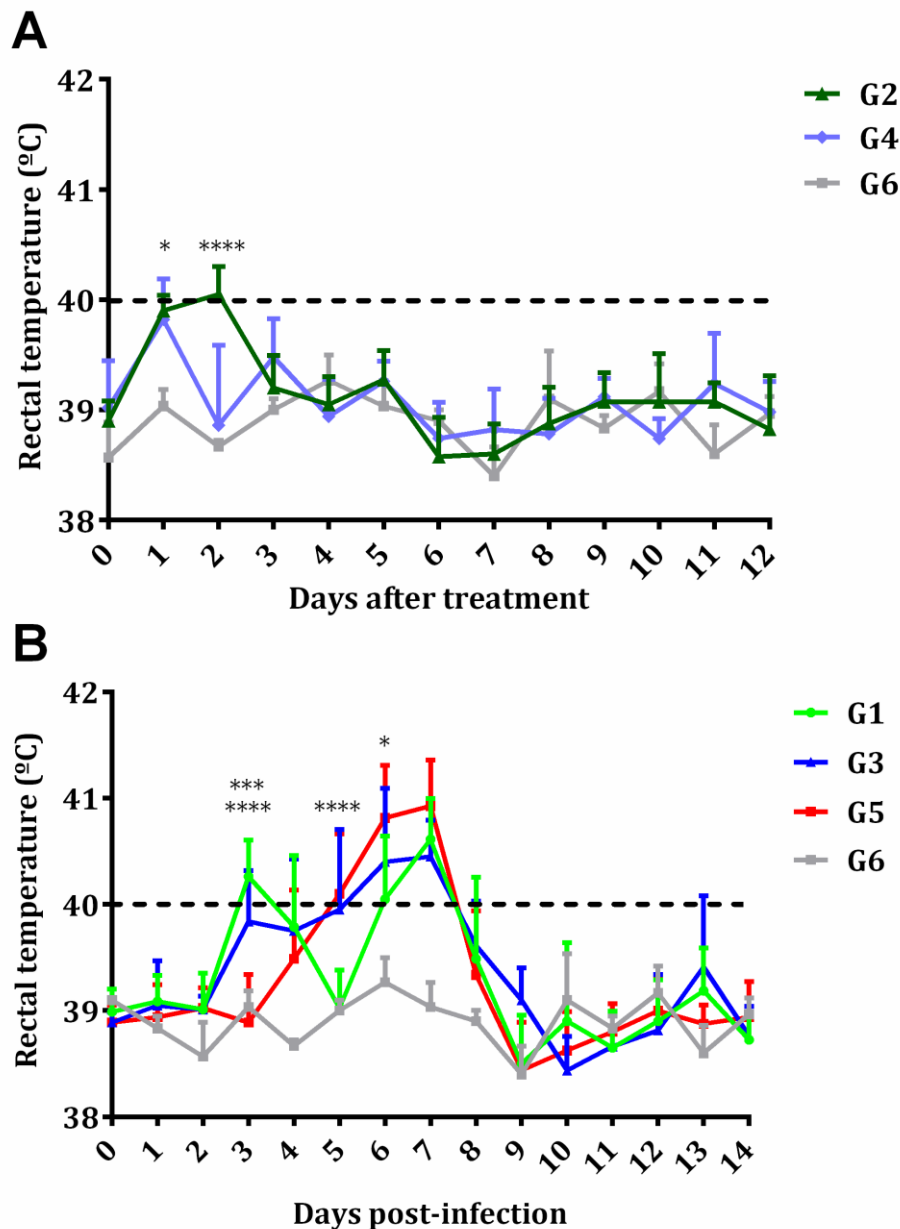 A
42
41
40
39
38
Rectal temperature (ºC)
* ****
G2
G4
G6
0 1 2 3 4 5 6 7 8 9 10 11 12
Days after treatment
B
42
41
40
39
38
Rectal temperature (ºC)
*
***
**** ****
G1
G3
G5
G6
0 1 2 3 4 5 6 7 8 9 10 11 12 13 14
Days post-infection